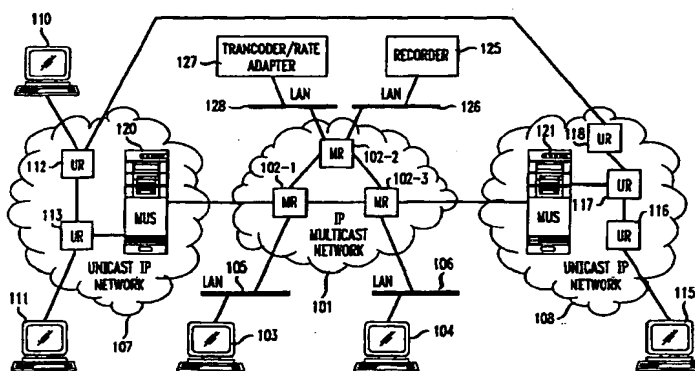 110
TRANCODER/RATE
ADAPTER
127
RECORDER
125
LAN
128
LAN
126
120
121
118
UR
112
UR
MR
102-2
102-1
102-3
UR
117
113
UR
MUS
MR
MR
MUS
UR
116
IP
MULTICAST
NETWORK
UNICAST IP
NETWORK
UNICAST IP
NETWORK
LAN
105
101
LAN
106
111
107
103
104
108
115